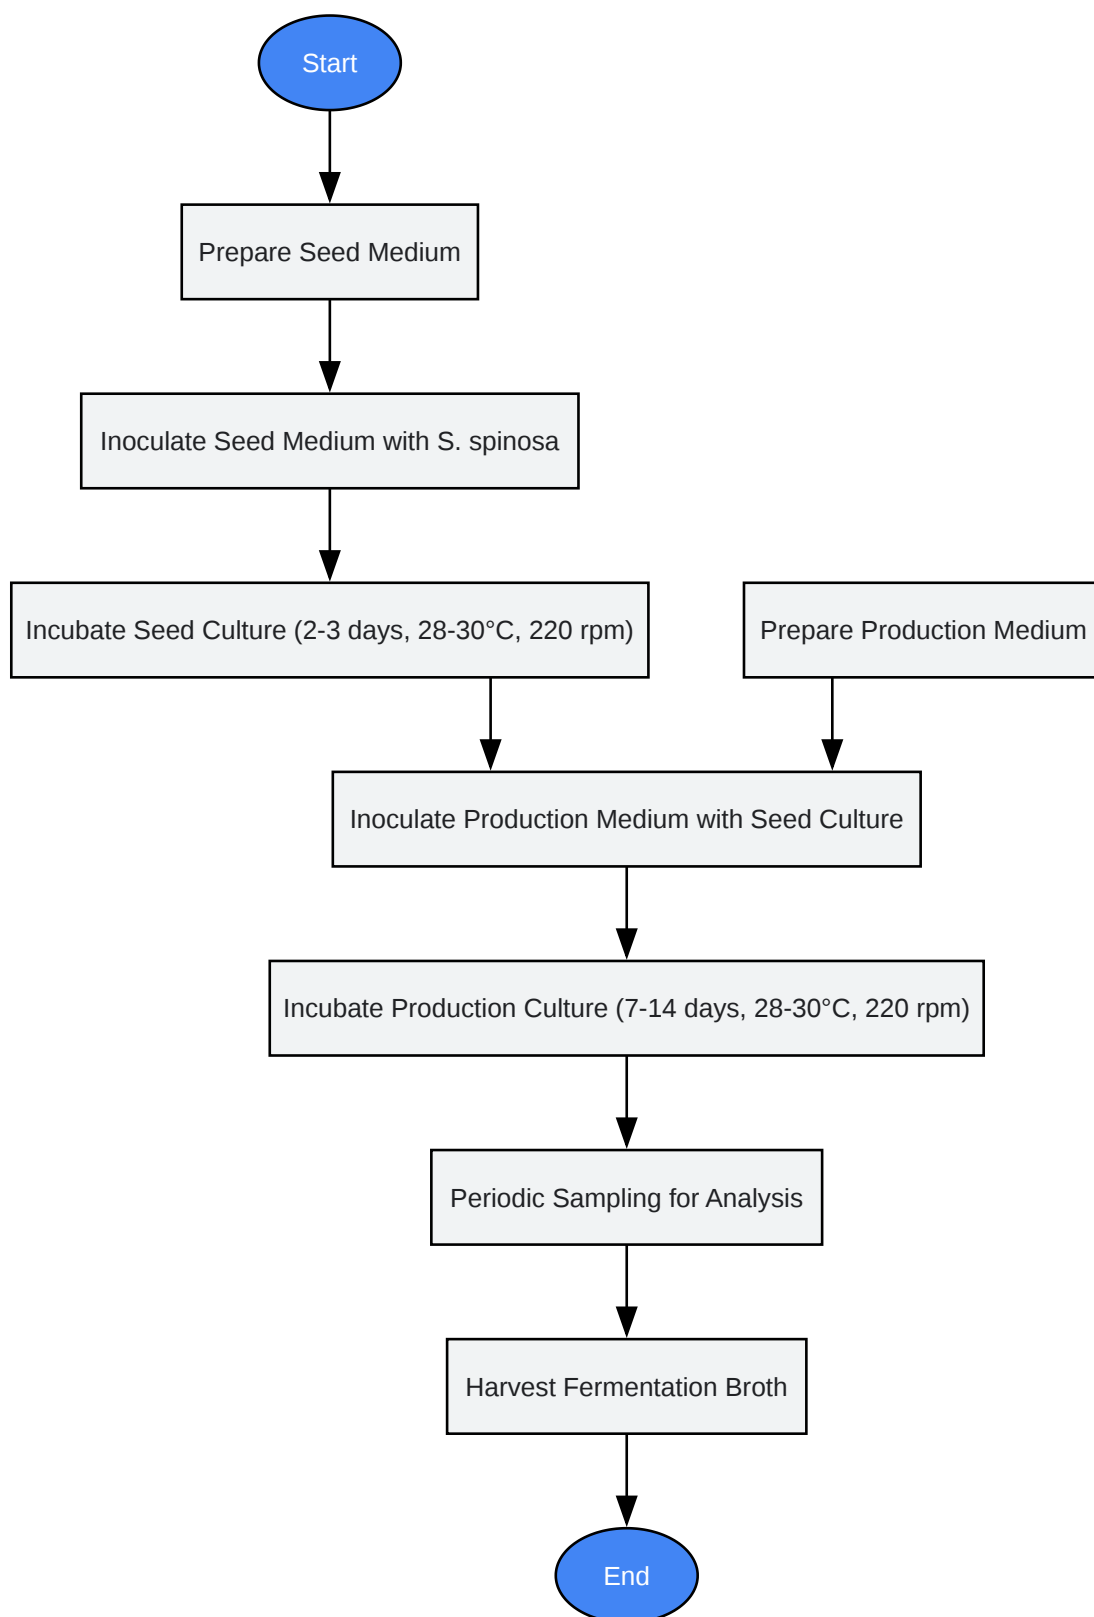 Start
Prepare Seed Medium
Inoculate Seed Medium with S. spinosa
Incubate Seed Culture (2-3 days, 28-30°C, 220 rpm)
Prepare Production Medium
Inoculate Production Medium with Seed Culture
Incubate Production Culture (7-14 days, 28-30°C, 220 rpm)
Periodic Sampling for Analysis
Harvest Fermentation Broth
End